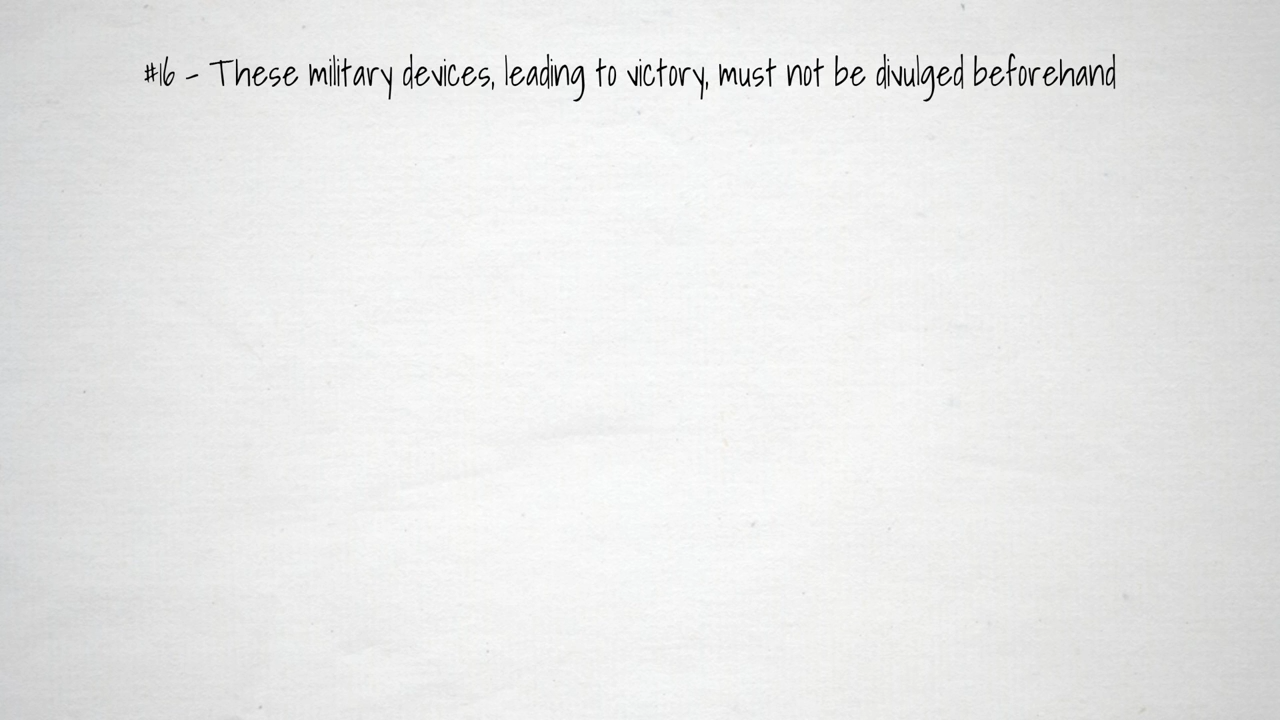 #16 - These military devices, leading to victory, must not be divulged beforehand